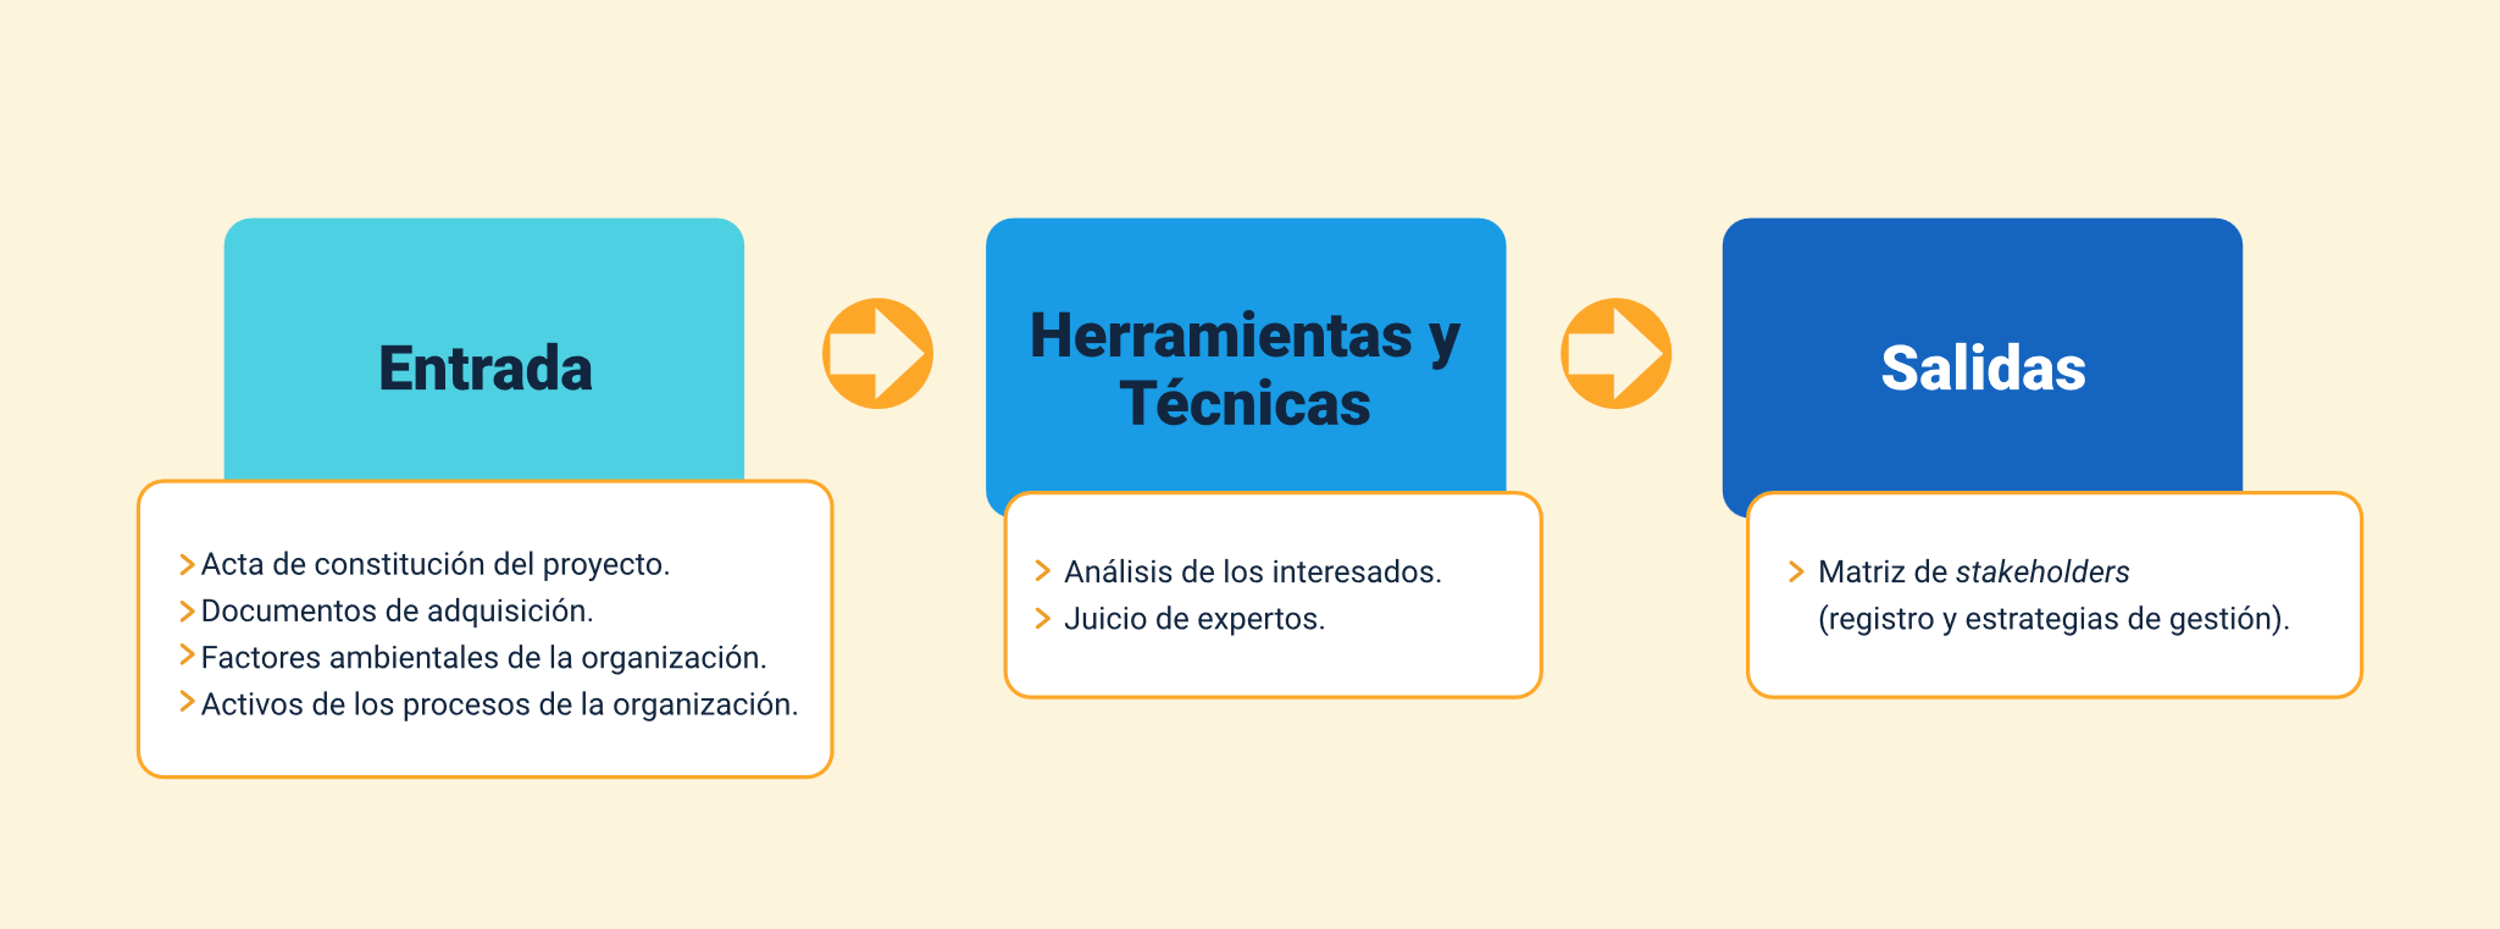 Entrada
Acta de constitución del proyecto.
Documentos de adquisición.
Factores ambientales de la organización.
Activos de los procesos de la organización.
Herramientas y
Técnicas
Análisis de los interesados.
Juicio de expertos.
Salidas
Matriz de stakeholders
(registro y estrategias de gestión).